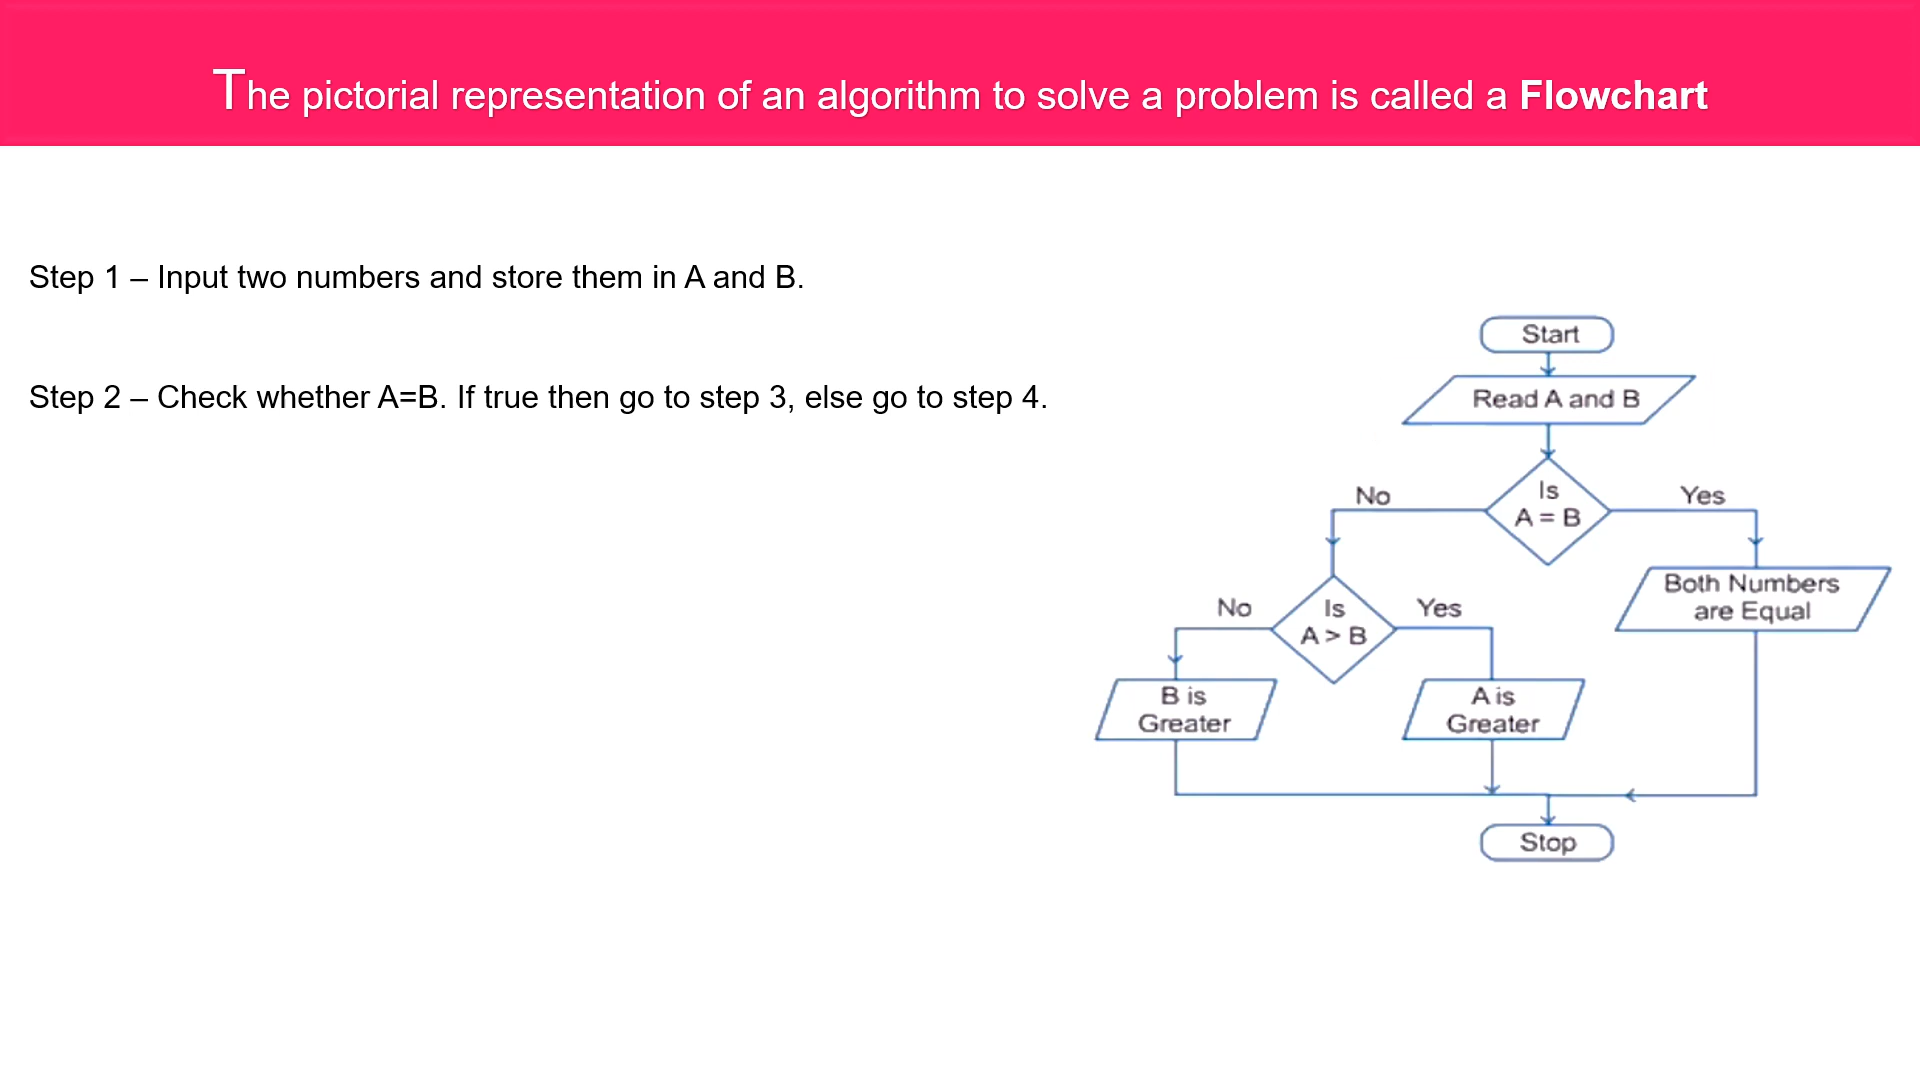 The pictorial representation of an algorithm to solve a problem is called a Flowchart
Step 1 – Input two numbers and store them in A and B.
Step 2 – Check whether A=B. If true then go to step 3, else go to step 4.
Start
Read A and B
Is
A = B
No
Yes
Both Numbers
are Equal
Is
A > B
No
Yes
B is
Greater
A is
Greater
Stop